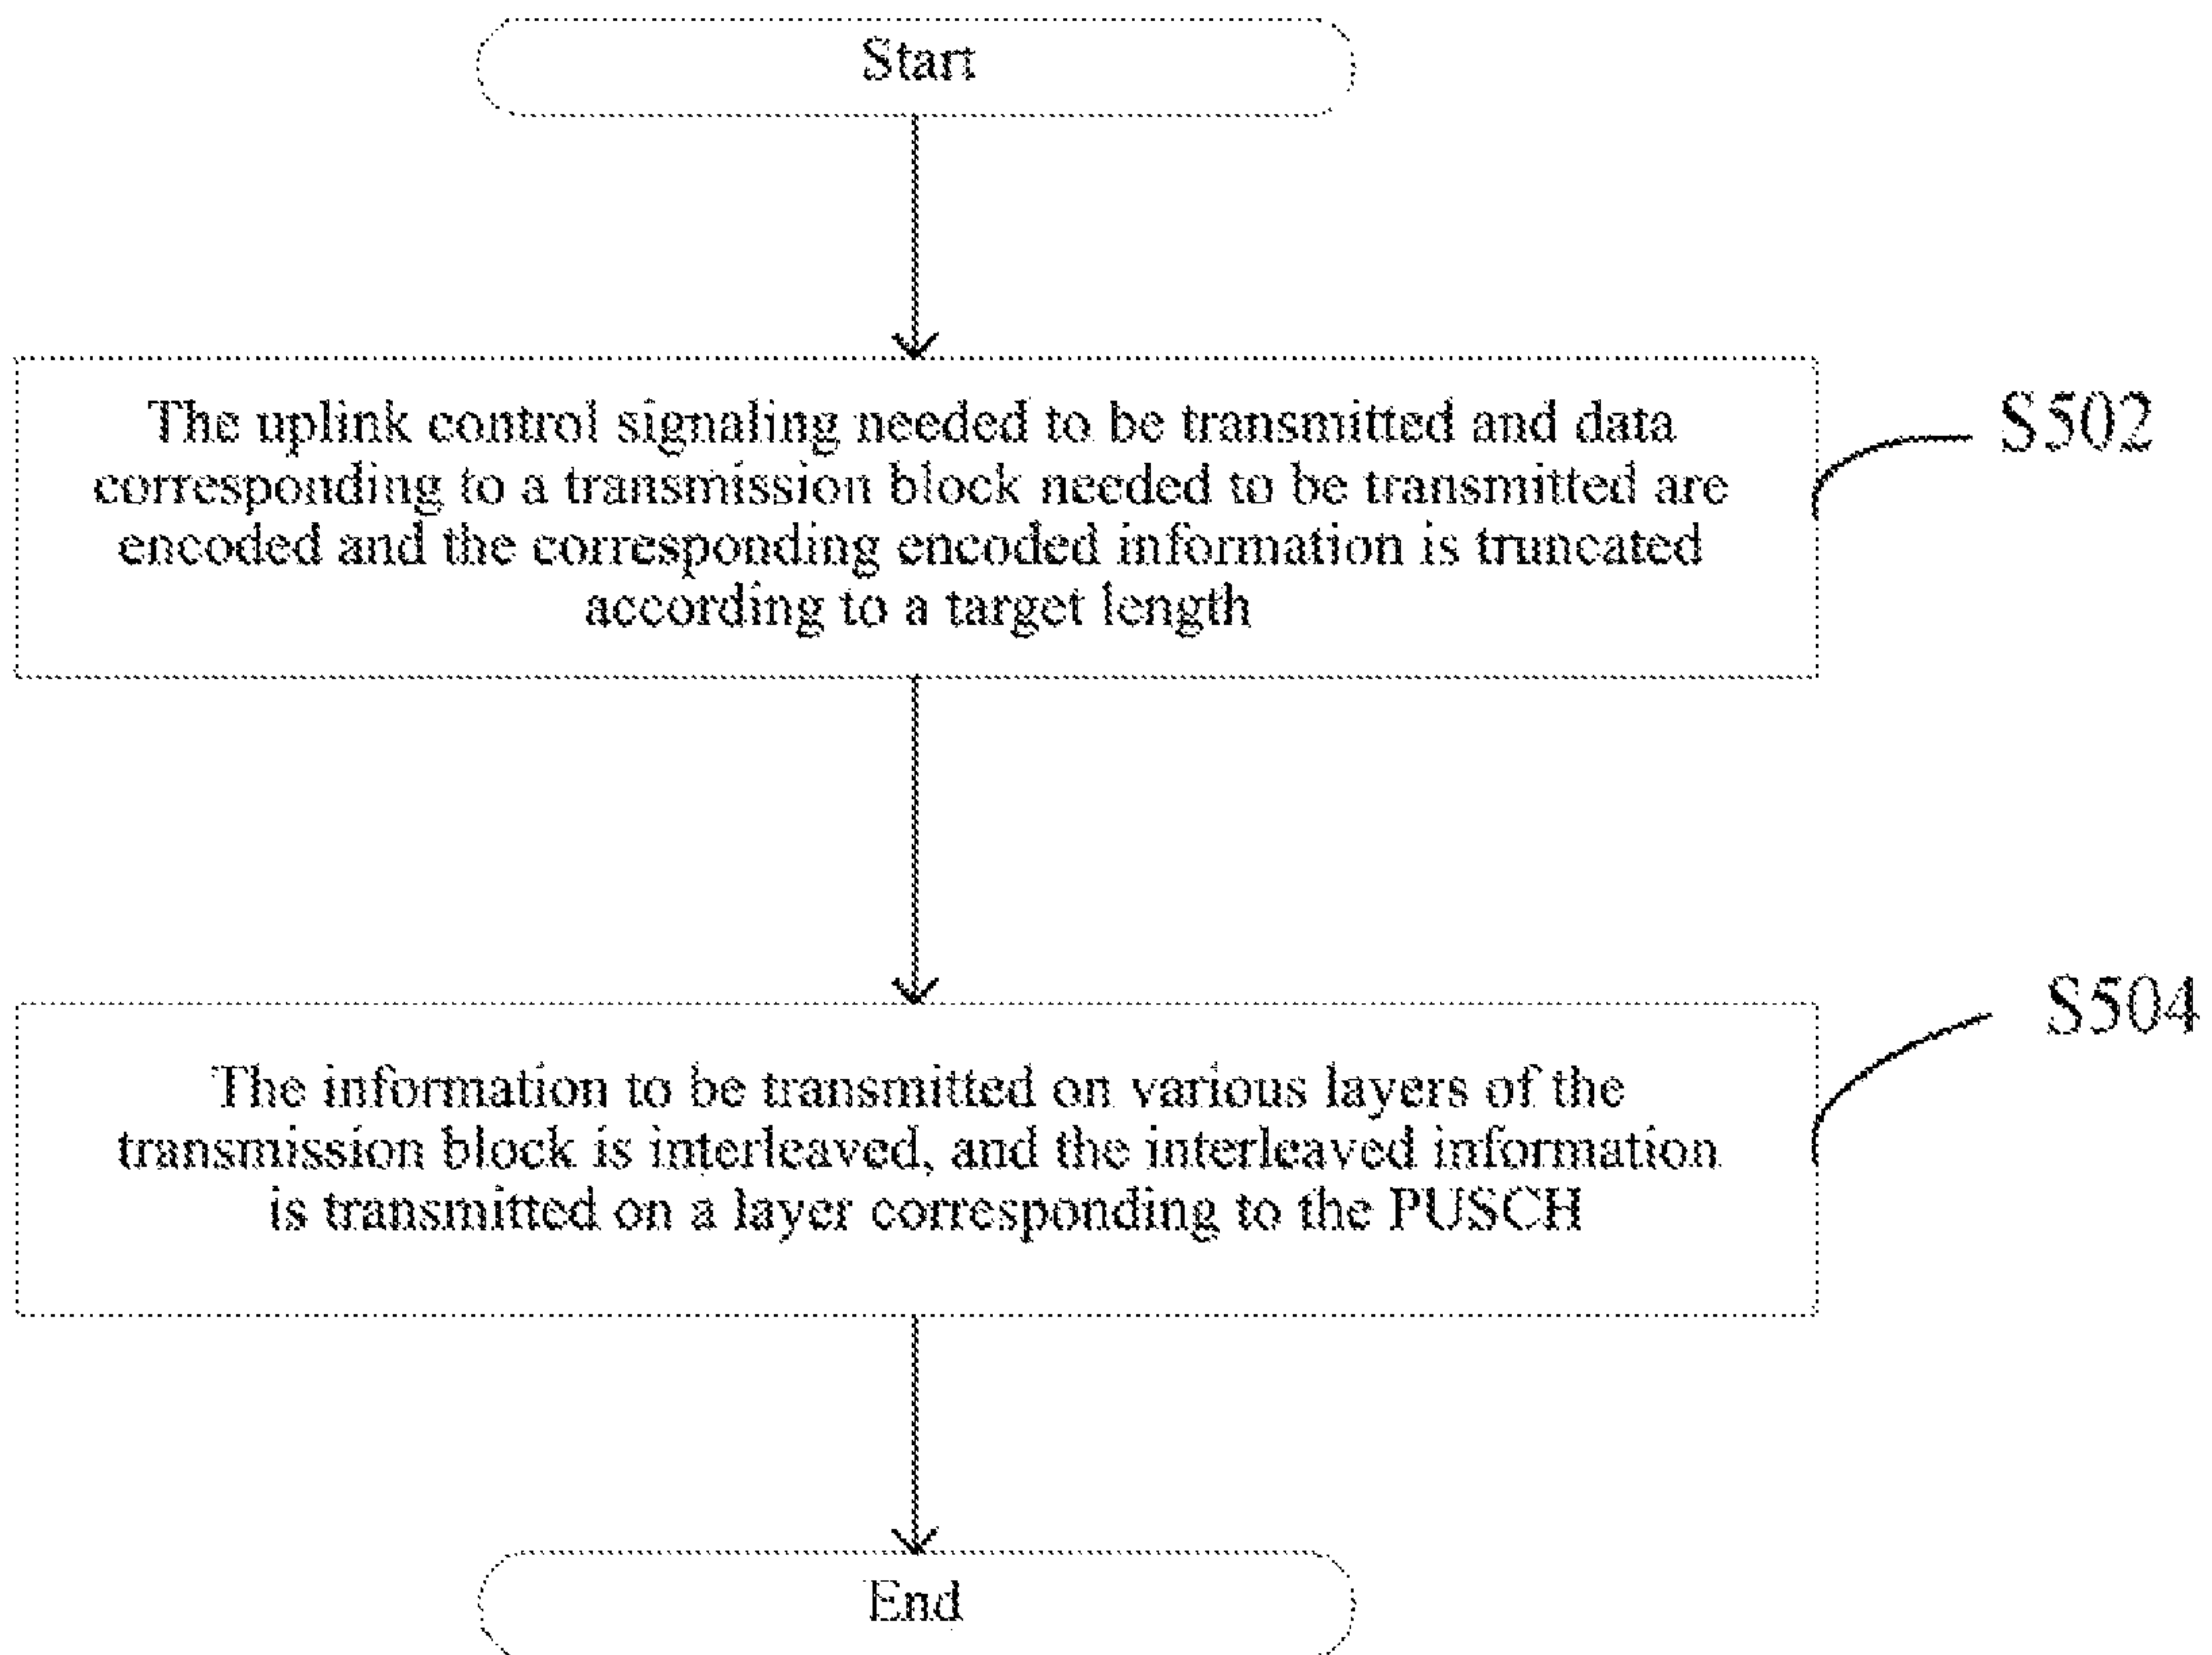 Start
The uplink control signaling needed to be transmitted and data
S502
corresponding to a transmission block needed to be transmitted are
encoded and the corresponding encoded information is truncated
according to a target length
S504
The information to be transmitted on various layers of the
transmission block is interleaved, and the interleaved information
is transmitted on a layer corresponding to the PUSCH
End